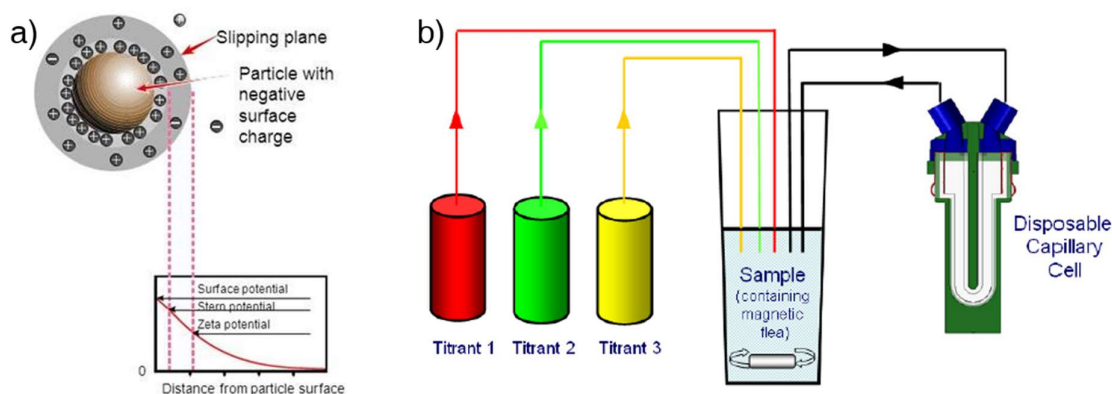 a)
Slipping plane
Particle with
negative
surface
charge
Surface potential
Stern potential
Zeta potential
0
Distance from particle surface
b)
Titrant 1
Titrant 2
Titrant 3
Sample
(containing
magnetic
flea)
Disposable
Capillary
Cell